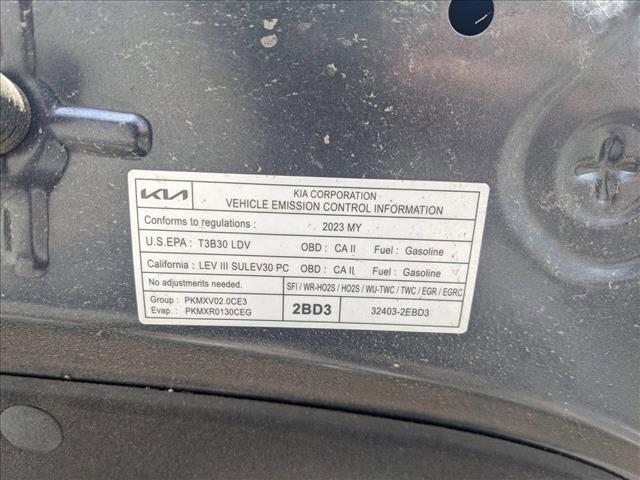 KIA
KIA CORPORATION
VEHICLE EMISSION CONTROL INFORMATION
Conforms to regulations : 2023 MY
U.S.EPA : T3B30 LDV OBD : CA II Fuel : Gasoline
California : LEV III SULEV30 PC OBD : CA II Fuel : Gasoline
No adjustments needed. SFI / WR-HO2S / HO2S / WU-TWC / TWC / EGR / EGRC
Group : PKMXV02.0CE3
Evap. : PKMXR0130CEG
2BD3
32403-2EBD3